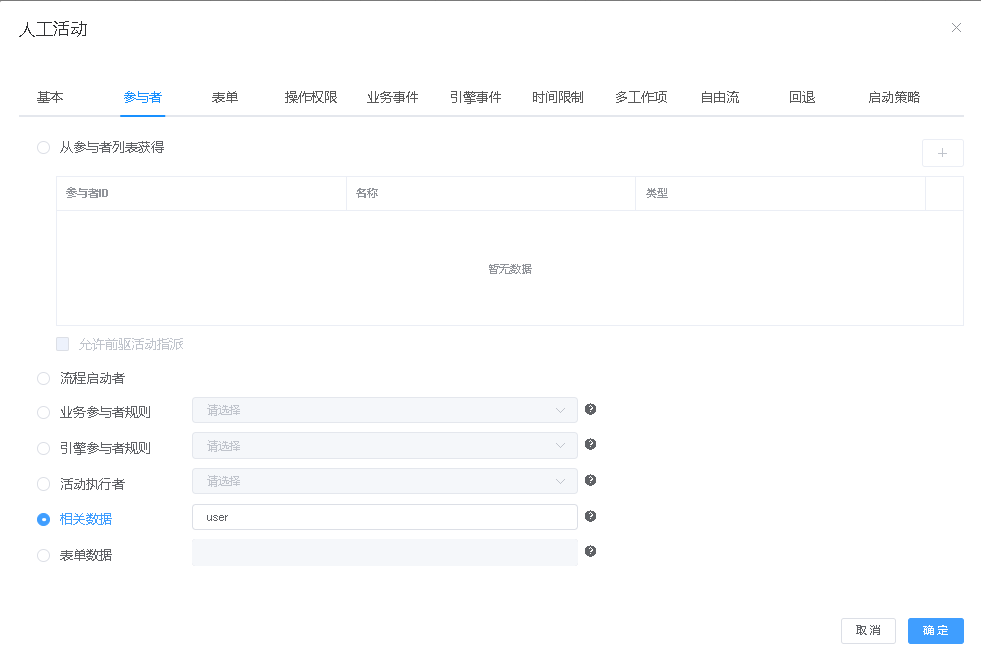 人工活动
基本 参与者 表单 操作权限 业务事件 引擎事件 时间限制 多工作项 自由流 回退 启动策略
从参与者列表获得
参与者ID 名称 类型
暂无数据
允许前驱活动指派
流程启动者
业务参与者规则 请选择
引擎参与者规则 请选择
活动执行者 请选择
相关数据 user
表单数据
取消 确定